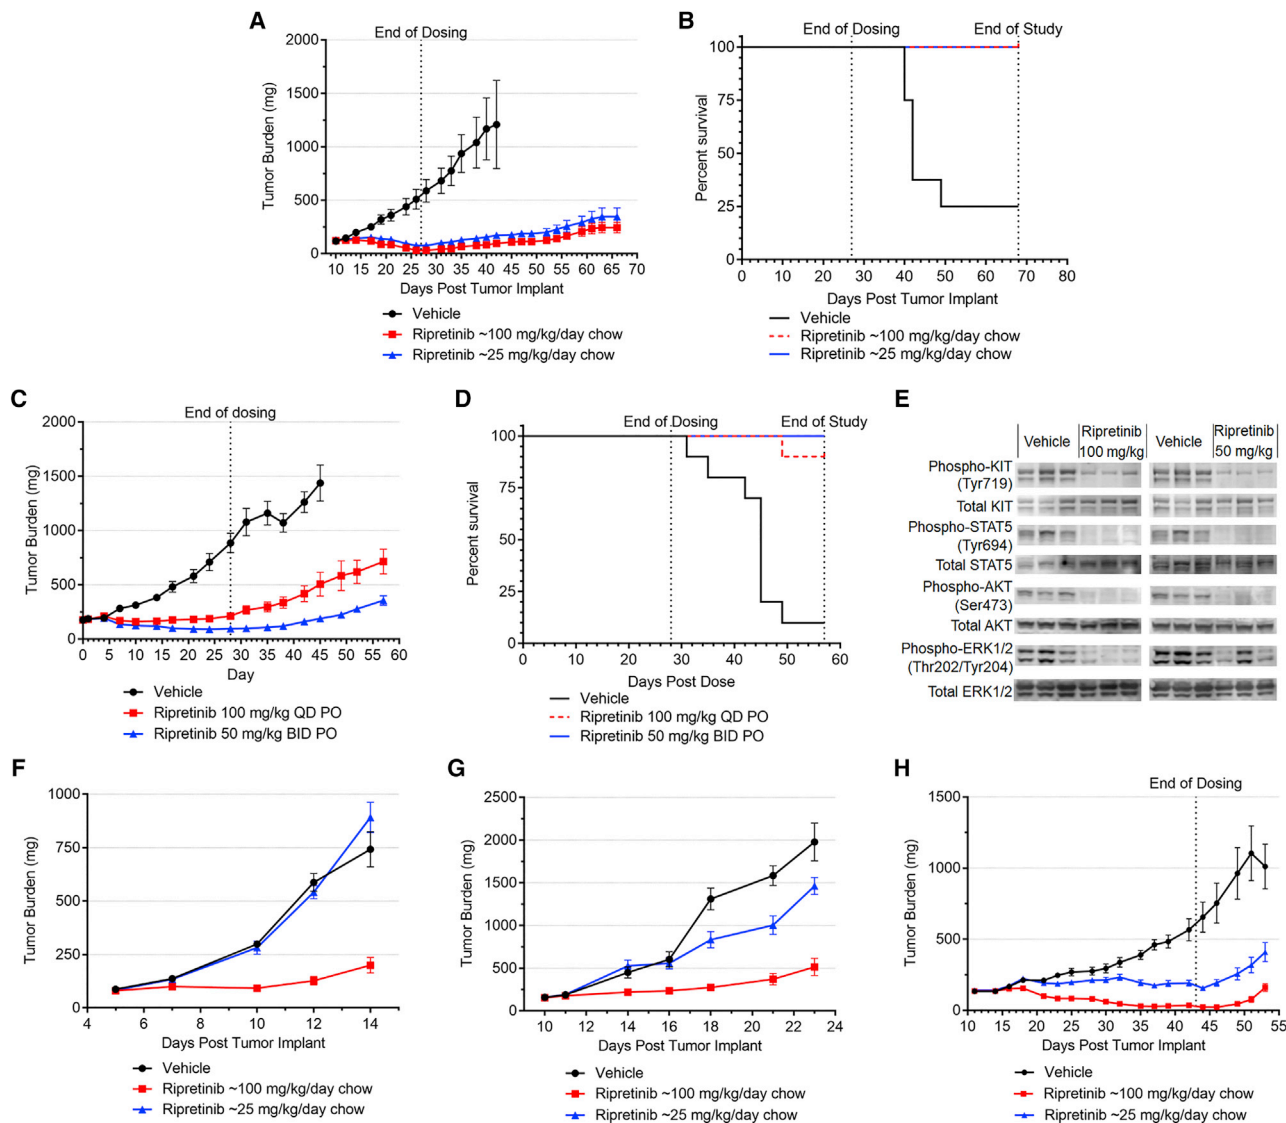 A
End of Dosing
2000
1500
1000
500
0
Tumor Burden (mg)
10 15 20 25 30 35 40 45 50 55 60 65 70
Days Post Tumor Implant
Vehicle
Ripretinib ~100 mg/kg/day chow
Ripretinib ~25 mg/kg/day chow
B
End of Dosing End of Study
100
75
50
25
0
Percent survival
0 10 20 30 40 50 60 70 80
Days Post Tumor Implant
Vehicle
Ripretinib ~100 mg/kg/day chow
Ripretinib ~25 mg/kg/day chow
C
End of dosing
2000
1500
1000
500
0
Tumor Burden (mg)
0 5 10 15 20 25 30 35 40 45 50 55 60
Day
Vehicle
Ripretinib 100 mg/kg QD PO
Ripretinib 50 mg/kg BID PO
D
End of Dosing End of Study
100
75
50
25
0
Percent survival
0 10 20 30 40 50 60
Days Post Dose
Vehicle
Ripretinib 100 mg/kg QD PO
Ripretinib 50 mg/kg BID PO
E
Vehicle Ripretinib 100 mg/kg Vehicle Ripretinib 50 mg/kg
Phospho-KIT
(Tyr719)
Total KIT
Phospho-STAT5
(Tyr694)
Total STAT5
Phospho-AKT
(Ser473)
Total AKT
Phospho-ERK1/2
(Thr202/Tyr204)
Total ERK1/2
F
1000
750
500
250
0
Tumor Burden (mg)
4 6 8 10 12 14
Days Post Tumor Implant
Vehicle
Ripretinib ~100 mg/kg/day chow
Ripretinib ~25 mg/kg/day chow
G
2500
2000
1500
1000
500
0
Tumor Burden (mg)
10 12 14 16 18 20 22 24
Days Post Tumor Implant
Vehicle
Ripretinib ~100 mg/kg/day chow
Ripretinib ~25 mg/kg/day chow
H
End of Dosing
1500
1000
500
0
Tumor Burden (mg)
10 15 20 25 30 35 40 45 50 55
Days Post Tumor Implant
Vehicle
Ripretinib ~100 mg/kg/day chow
Ripretinib ~25 mg/kg/day chow